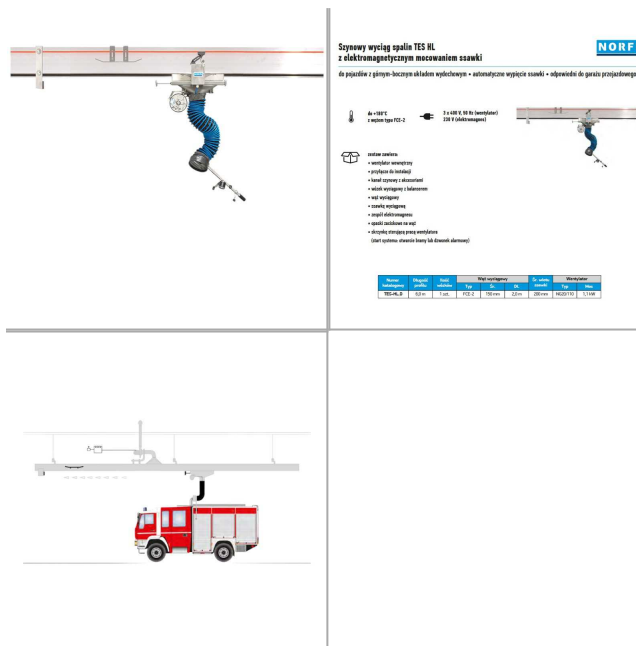 Szynowy wyciąg spalin TES HL
z elektromagnetycznym mocowaniem ssawki
NORF
do pojazdów z górnym-bocznym układem wydechowym • automatyczne wypięcie ssawki • odpowiedni do garażu przejazdowego
do +180°C
z wężem typu FCE-2
3 x 400 V, 50 Hz (wentylator)
230 V (elektromagnes)
zestaw zawiera:
• wentylator wewnętrzny
• przyłącze do instalacji
• kanał szynowy z akcesoriami
• wózek wyciągowy z balanserem
• wąż wyciągowy
• ssawkę wyciągową
• zespół elektromagnesu
• opaski zaciskowe na wąż
• skrzynkę sterującą pracą wentylatora
(start systemu: otwarcie bramy lub dzwonek alarmowy)
Numer katalogowy Długość profilu Ilość wózków Wąż wyciągowy Śr. ssawki Wentylator
Typ Śr. Dł. Typ Moc
TES-HL.0 6,0 m 1 szt. FCE-2 150 mm 2,5 m 200 mm 1,1 kW